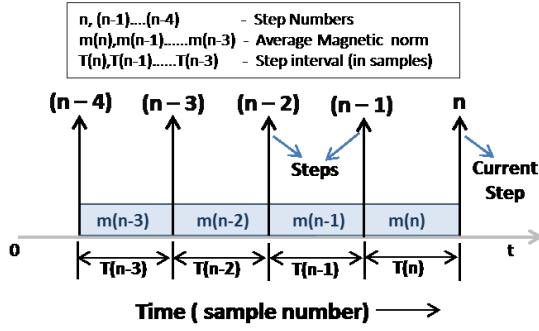 n, (n-1)....(n-4) - Step Numbers
m(n),m(n-1)......m(n-3) - Average Magnetic norm
T(n),T(n-1)......T(n-3) - Step interval (in samples)
(n – 4) (n – 3) (n – 2) (n – 1) n
Steps
Current
Step
m(n-3) m(n-2) m(n-1) m(n)
0 t
T(n-3) T(n-2) T(n-1) T(n)
Time ( sample number)